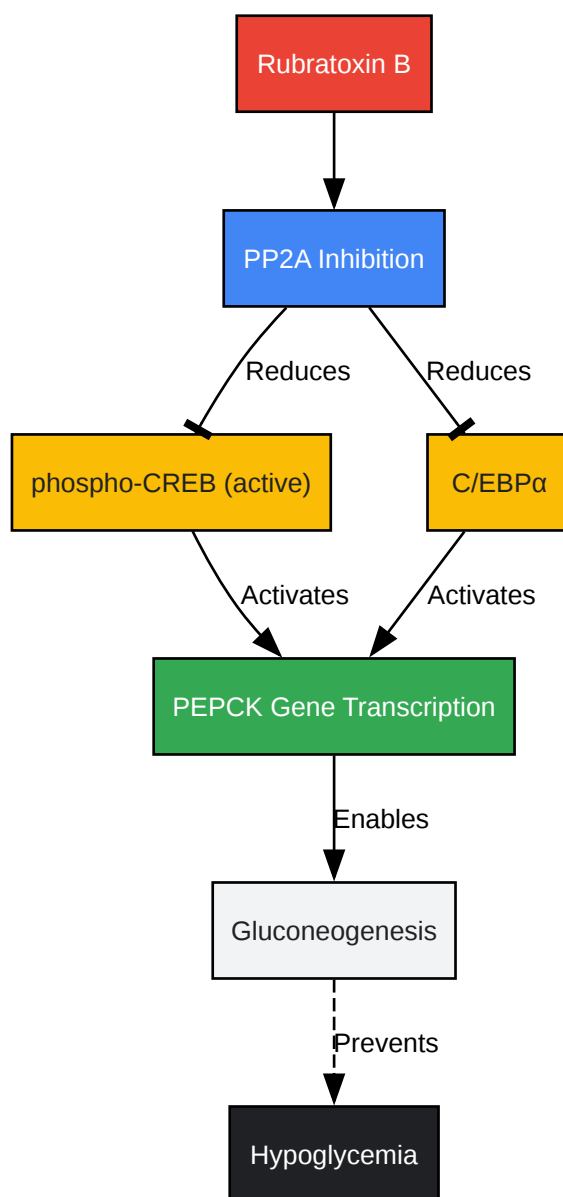 Rubratoxin B
PP2A Inhibition
Reduces
Reduces
phospho-CREB (active)
C/EBPα
Activates
Activates
PEPCK Gene Transcription
Enables
Gluconeogenesis
Prevents
Hypoglycemia